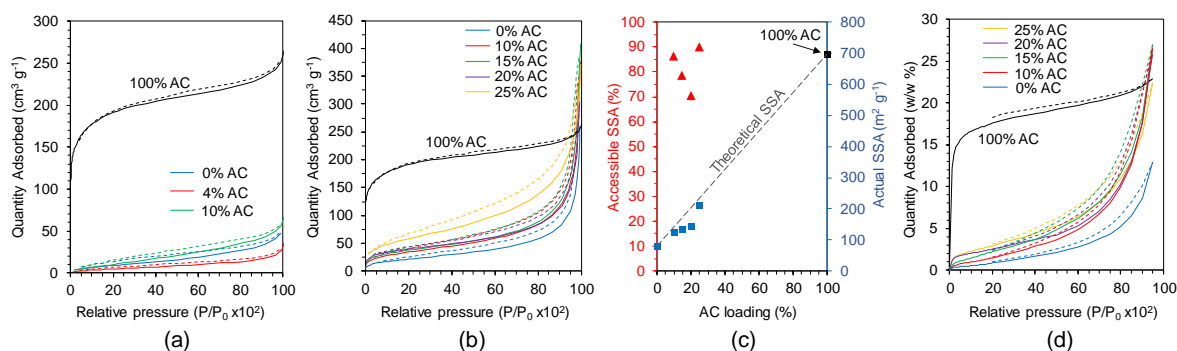 300
250
200
150
100
50
0
Quantity Adsorbed (cm³ g⁻¹)
100% AC
0% AC
4% AC
10% AC
0 20 40 60 80 100
Relative pressure (P/P₀ x10²)
(a)
450
400
350
300
250
200
150
100
50
0
Quantity Adsorbed (cm³ g⁻¹)
0% AC
10% AC
15% AC
20% AC
25% AC
100% AC
0 20 40 60 80 100
Relative pressure (P/P₀ x10²)
(b)
100
90
80
70
60
50
40
30
20
10
0
Accessible SSA (%)
100% AC
Theoretical SSA
800
700
600
500
400
300
200
100
0
Actual SSA (m² g⁻¹)
0 20 40 60 80 100
AC loading (%)
(c)
30
25
20
15
10
5
0
Quantity Adsorbed (w/w %)
25% AC
20% AC
15% AC
10% AC
0% AC
100% AC
0 20 40 60 80 100
Relative pressure (P/P₀ x10²)
(d)